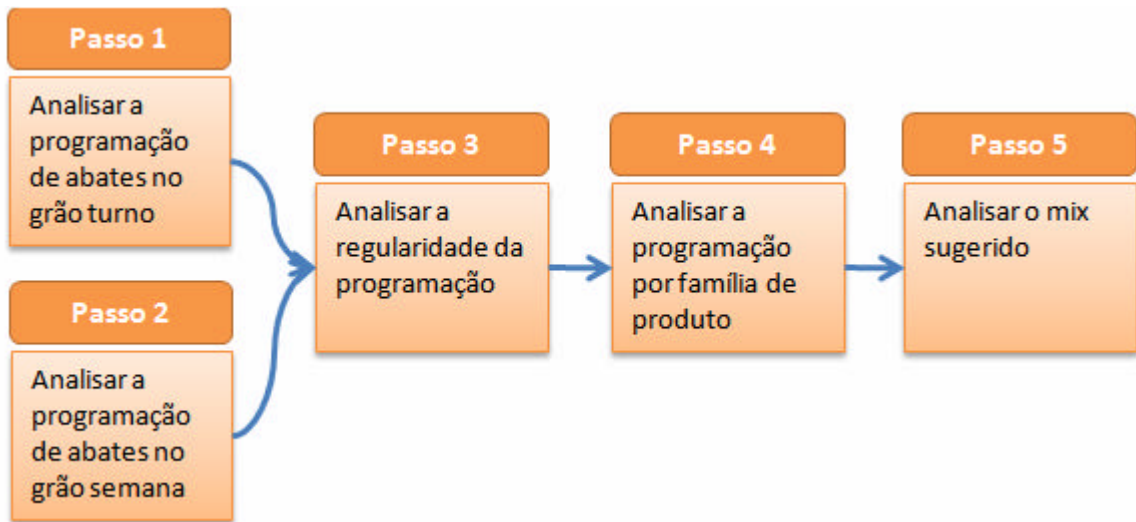 Passo 1
Analisar a
programação
de abates no
grão turno
Passo 2
Analisar a
programação
de abates no
grão semana
Passo 3
Analisar a
regularidade da
programação
Passo 4
Analisar a
programação
por família de
produto
Passo 5
Analisar o mix
sugerido